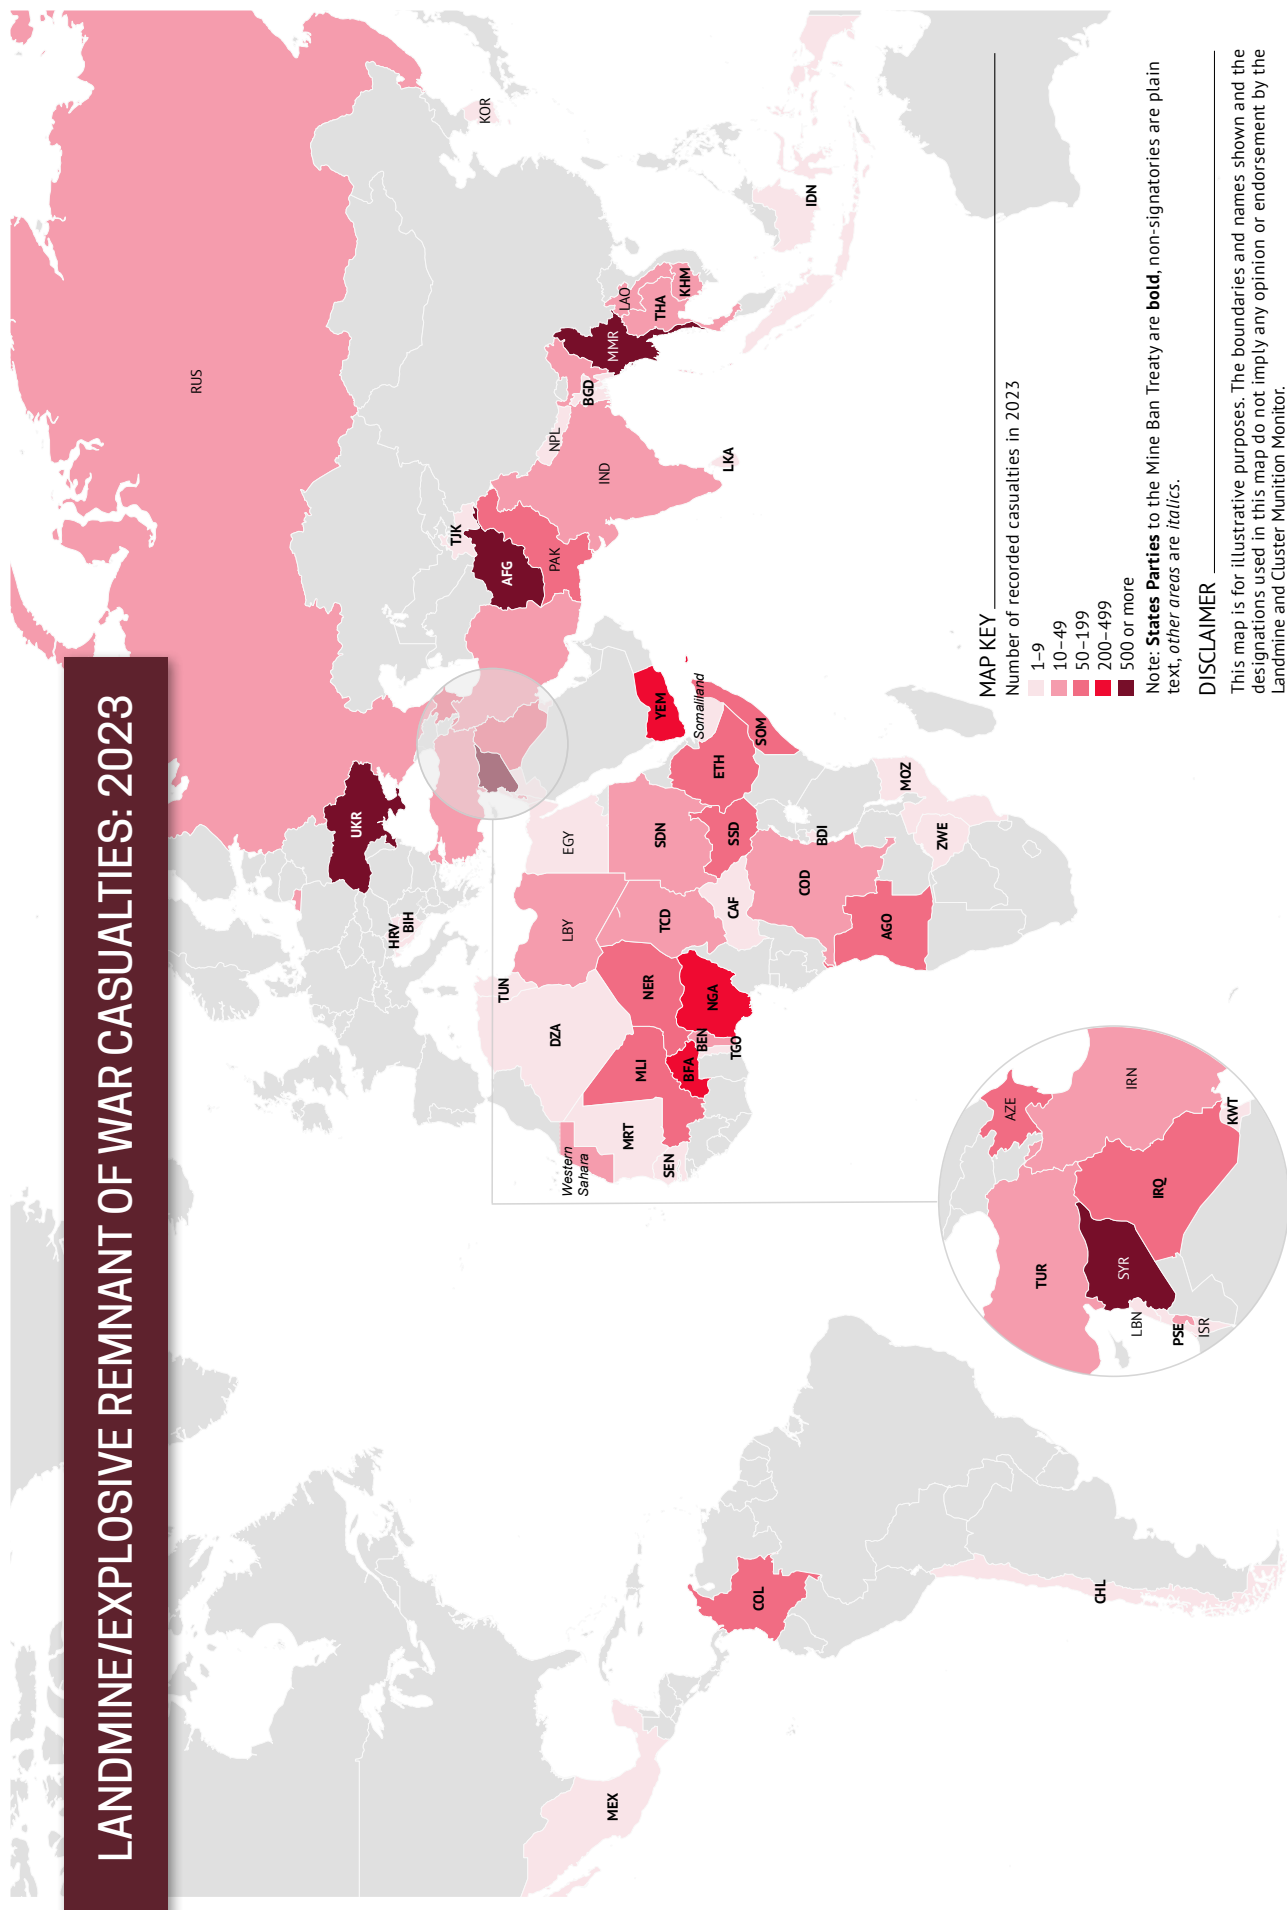 LANDMINE/EXPLOSIVE REMNANT OF WAR CASUALTIES: 2023
RUS
UKR
HRV
BIH
KOR
TJK
AFG
PAK
NPL
IND
BGD
MMR
LAO
THA
KHM
LKA
IDN
TUN
DZA
LBY
EGY
Western
Sahara
MRT
SEN
MLI
BFA
NER
BEN
TGO
NGA
TCD
SDN
CAF
SSD
ETH
Somaliland
SOM
YEM
COD
BDI
AGO
MOZ
ZWE
MEX
COL
CHL
TUR
AZE
IRN
SYR
IRQ
KWT
LBN
PSE
ISR
MAP KEY
Number of recorded casualties in 2023
1–9
10–49
50–199
200–499
500 or more
Note: States Parties to the Mine Ban Treaty are bold, non-signatories are plain
text, other areas are italics.
DISCLAIMER
This map is for illustrative purposes. The boundaries and names shown and the
designations used in this map do not imply any opinion or endorsement by the
Landmine and Cluster Munition Monitor.